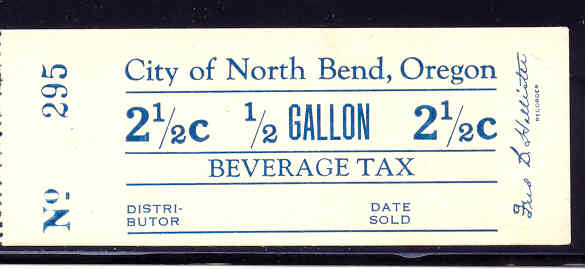 Nº 295
City of North Bend, Oregon
2½c ½ GALLON 2½c
BEVERAGE TAX
DISTRI-
BUTOR
DATE
SOLD
Hollister
RECORDER